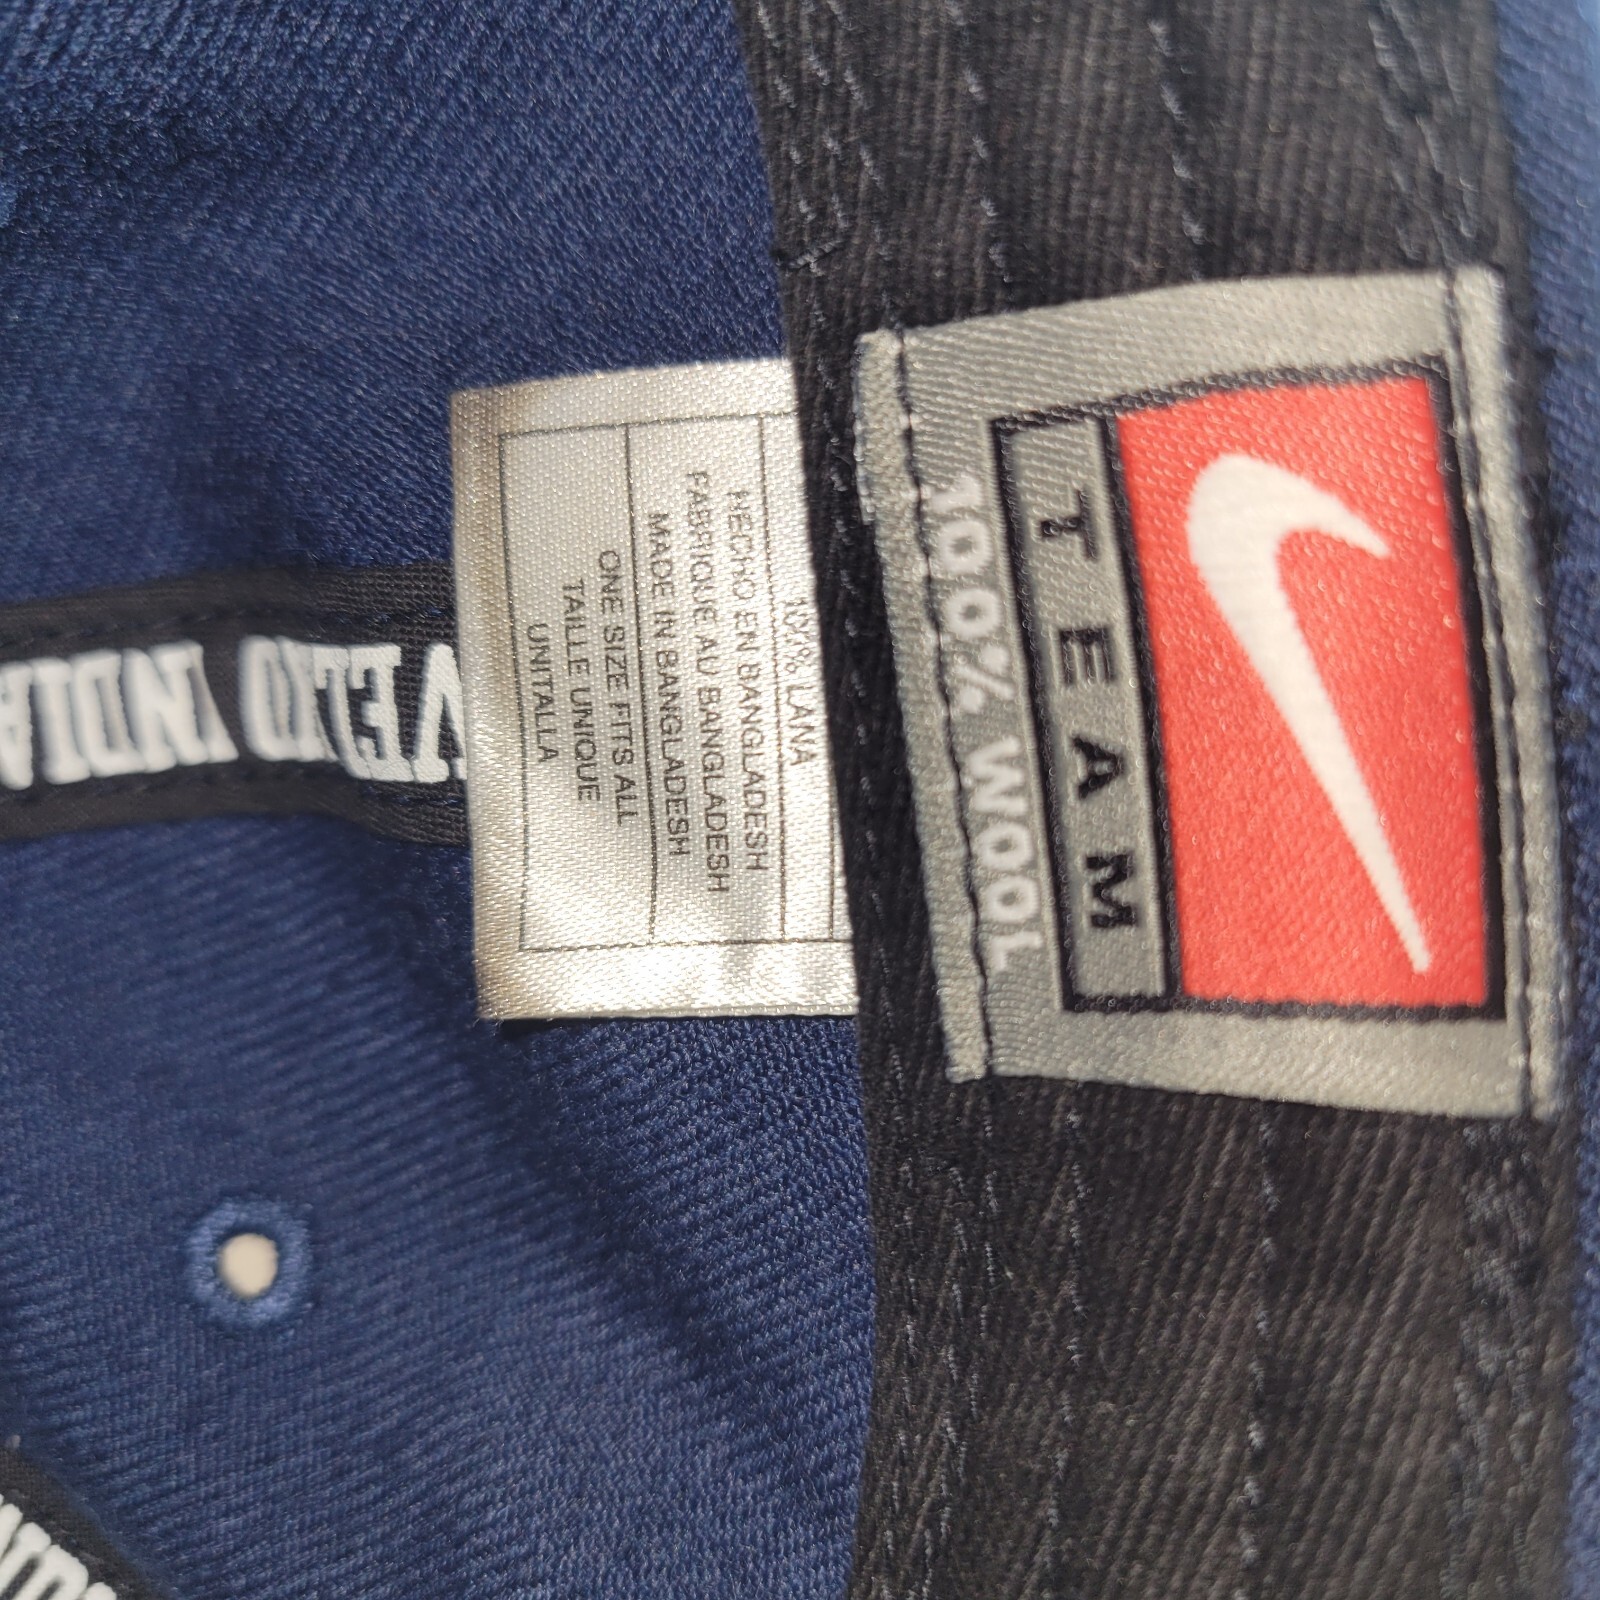 TEAM
100% WOOL
100% LANA
HECHO EN BANGLADESH
FABRIQUE AU BANGLADESH
MADE IN BANGLADESH
ONE SIZE FITS ALL
TAILLE UNIQUE
UNITALLA